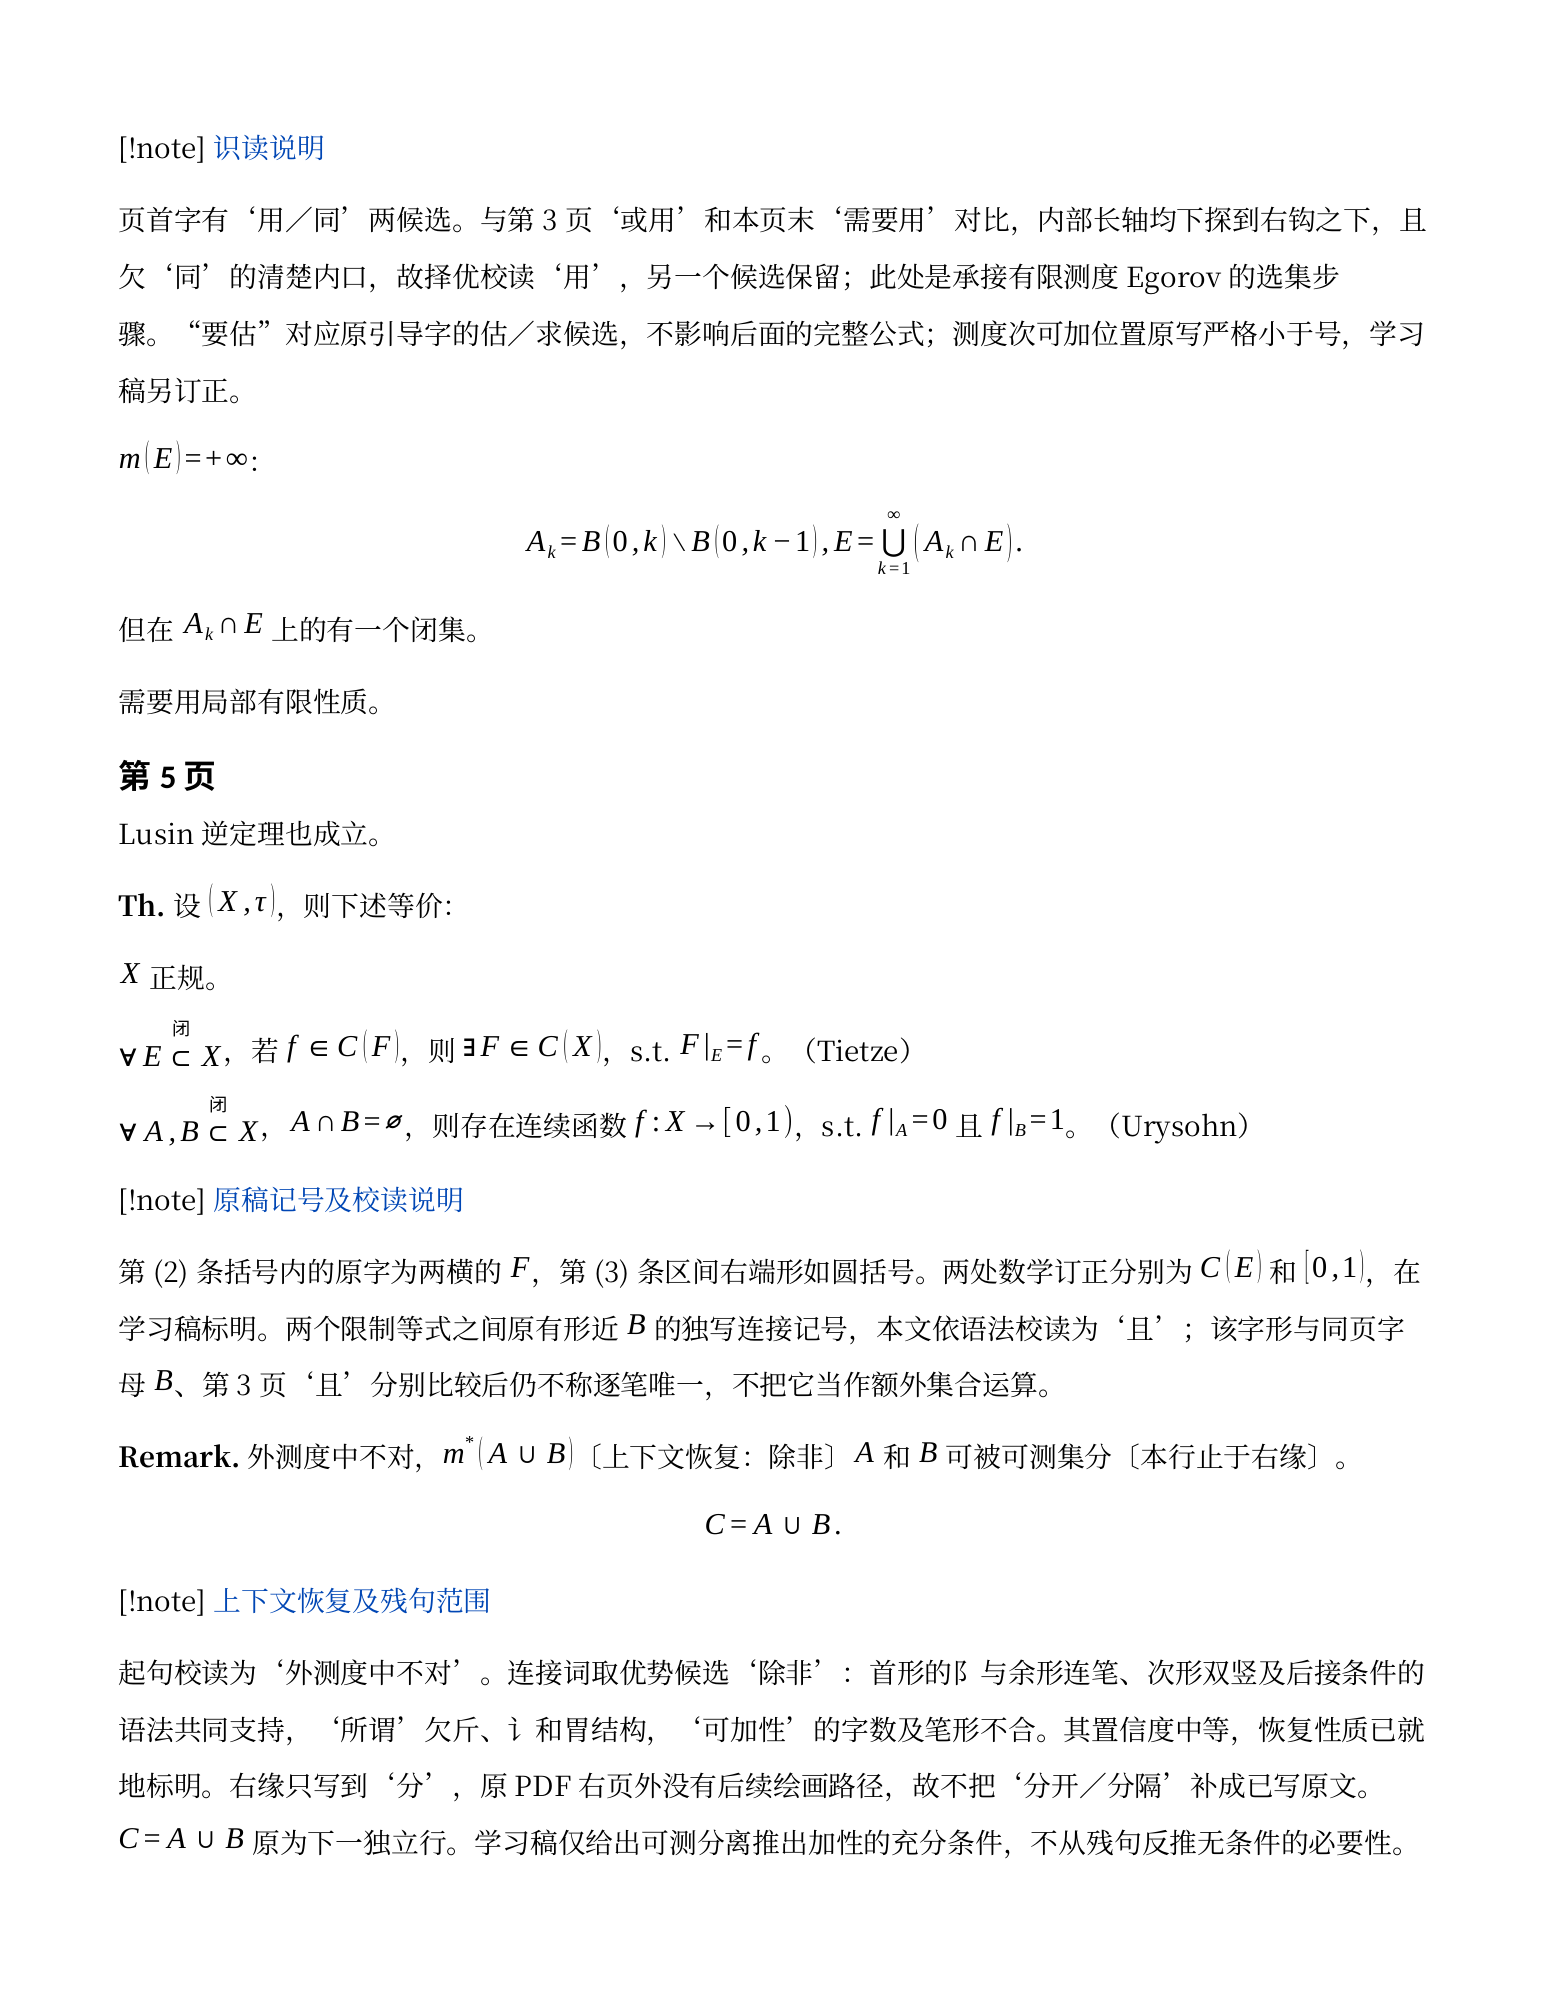 [!note] 识读说明
页首字有‘用／同’两候选。与第 3 页‘或用’和本页末‘需要用’对比，内部长轴均下探到右钩之下，且
欠‘同’的清楚内口，故择优校读‘用’，另一个候选保留；此处是承接有限测度 Egorov 的选集步
骤。“要估”对应原引导字的估／求候选，不影响后面的完整公式；测度次可加位置原写严格小于号，学习
稿另订正。
m(E)=+∞：
A_k=B(0,k)∖B(0,k−1),E=⋃_{k=1}^{∞}(A_k∩E).
但在 A_k∩E 上的有一个闭集。
需要用局部有限性质。
第 5 页
Lusin 逆定理也成立。
Th. 设 (X,τ)，则下述等价：
X 正规。
∀E ⊂^{闭} X，若 f∈C(F)，则 ∃F∈C(X)，s.t. F|_E=f。（Tietze）
∀A,B ⊂^{闭} X，A∩B=∅，则存在连续函数 f:X→[0,1)，s.t. f|_A=0 且 f|_B=1。（Urysohn）
[!note] 原稿记号及校读说明
第 (2) 条括号内的原字为两横的 F，第 (3) 条区间右端形如圆括号。两处数学订正分别为 C(E) 和 [0,1]，在
学习稿标明。两个限制等式之间原有形近 B 的独写连接记号，本文依语法校读为‘且’；该字形与同页字
母 B、第 3 页‘且’分别比较后仍不称逐笔唯一，不把它当作额外集合运算。
Remark. 外测度中不对，m^*(A∪B)〔上下文恢复：除非〕A 和 B 可被可测集分〔本行止于右缘〕。
C=A∪B.
[!note] 上下文恢复及残句范围
起句校读为‘外测度中不对’。连接词取优势候选‘除非’：首形的阝与余形连笔、次形双竖及后接条件的
语法共同支持，‘所谓’欠斤、讠和胃结构，‘可加性’的字数及笔形不合。其置信度中等，恢复性质已就
地标明。右缘只写到‘分’，原 PDF 右页外没有后续绘画路径，故不把‘分开／分隔’补成已写原文。
C=A∪B 原为下一独立行。学习稿仅给出可测分离推出加性的充分条件，不从残句反推无条件的必要性。